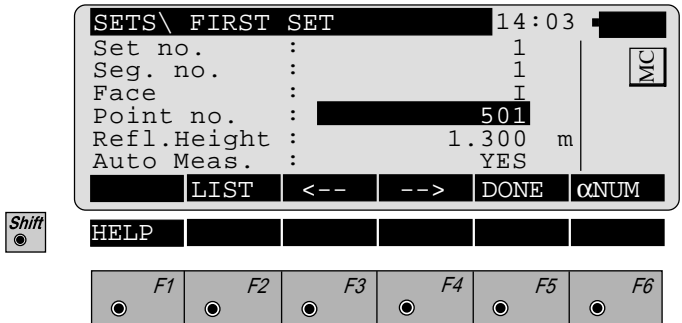 SETS\ FIRST SET 14:03
Set no. : 1
Seg. no. : 1
Face : I
Point no. : 501
Refl.Height : 1.300 m
Auto Meas. : YES
MC
LIST <-- --> DONE αNUM
Shift
HELP
F1 F2 F3 F4 F5 F6